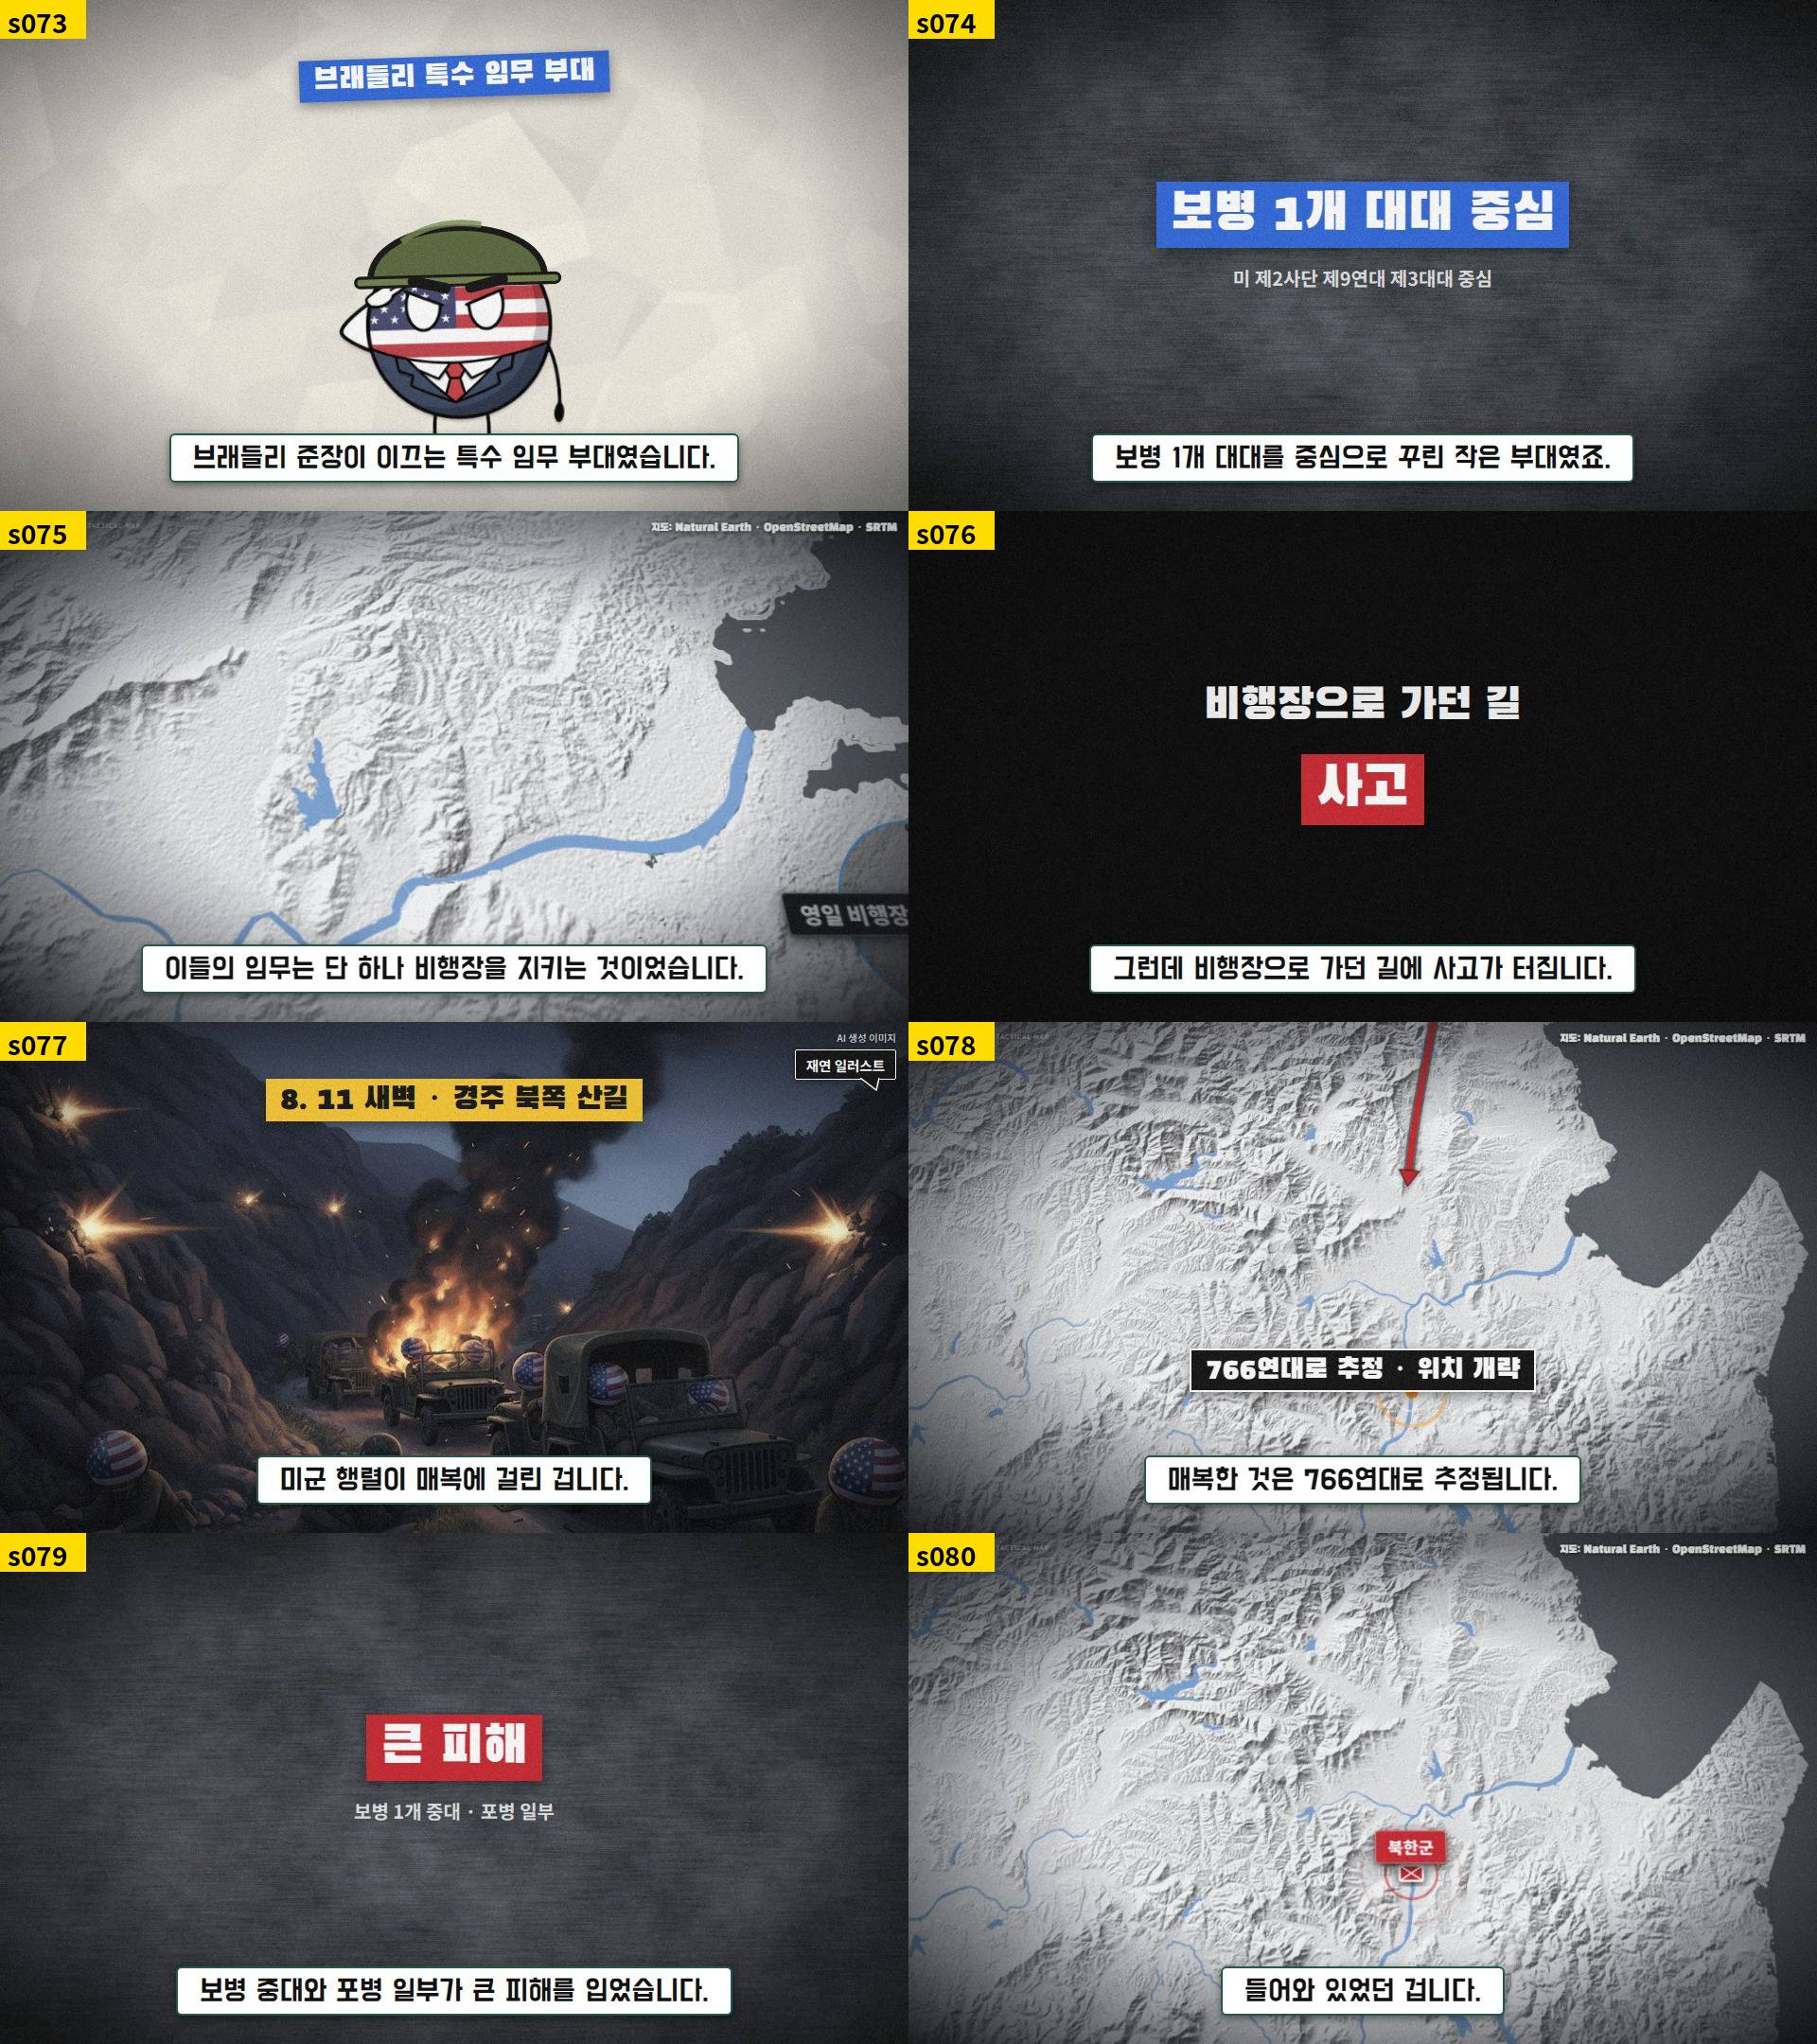 s073
브래들리 특수 임무 부대
브래들리 준장이 이끄는 특수 임무 부대였습니다.
s074
보병 1개 대대 중심
미 제2사단 제9연대 제3대대 중심
보병 1개 대대를 중심으로 꾸린 작은 부대였죠.
s075
TACTICAL MAP
지도: Natural Earth · OpenStreetMap · SRTM
영일 비행장
이들의 임무는 단 하나 비행장을 지키는 것이었습니다.
s076
비행장으로 가던 길
사고
그런데 비행장으로 가던 길에 사고가 터집니다.
s077
AI 생성 이미지
재연 일러스트
8. 11 새벽 · 경주 북쪽 산길
미군 행렬이 매복에 걸린 겁니다.
s078
TACTICAL MAP
지도: Natural Earth · OpenStreetMap · SRTM
766연대로 추정 · 위치 개략
매복한 것은 766연대로 추정됩니다.
s079
큰 피해
보병 1개 중대 · 포병 일부
보병 중대와 포병 일부가 큰 피해를 입었습니다.
s080
TACTICAL MAP
지도: Natural Earth · OpenStreetMap · SRTM
북한군
들어와 있었던 겁니다.